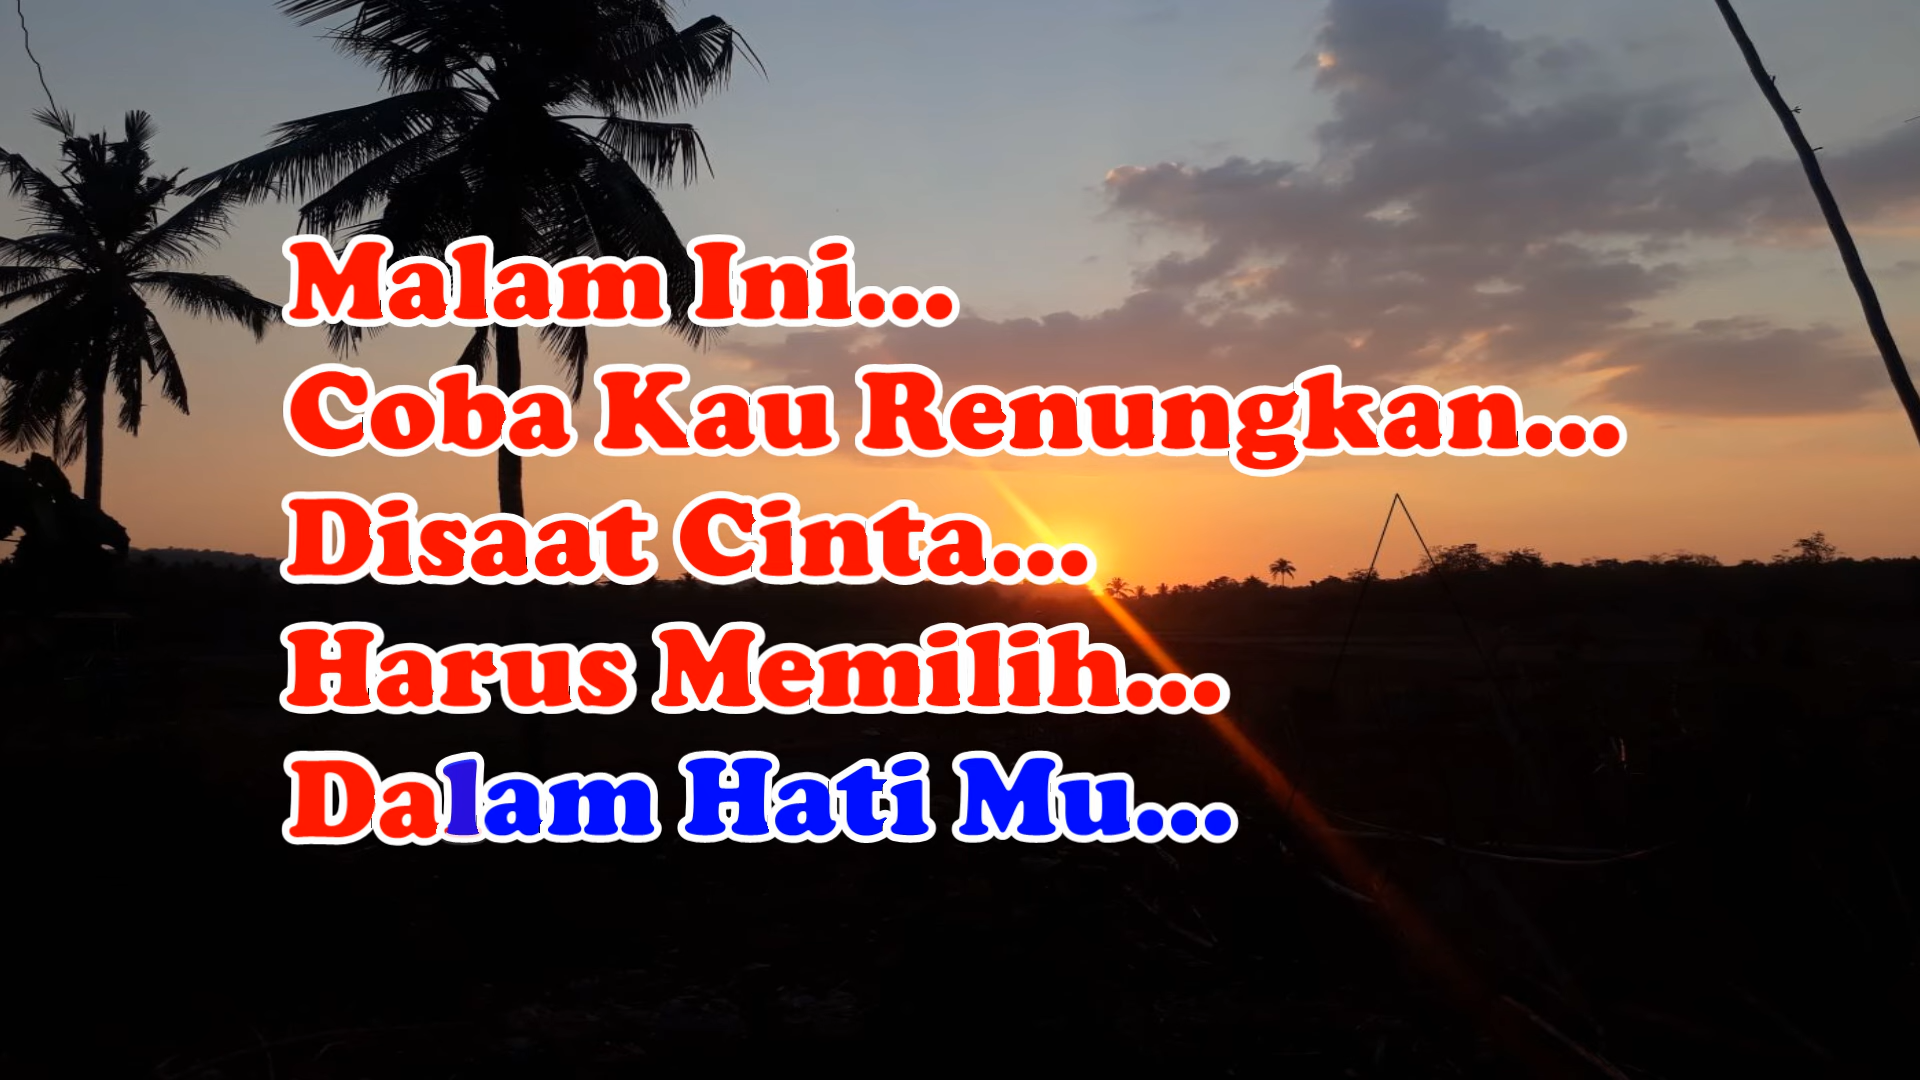 Malam Ini...
Coba Kau Renungkan...
Disaat Cinta...
Harus Memilih...
Dalam Hati Mu...